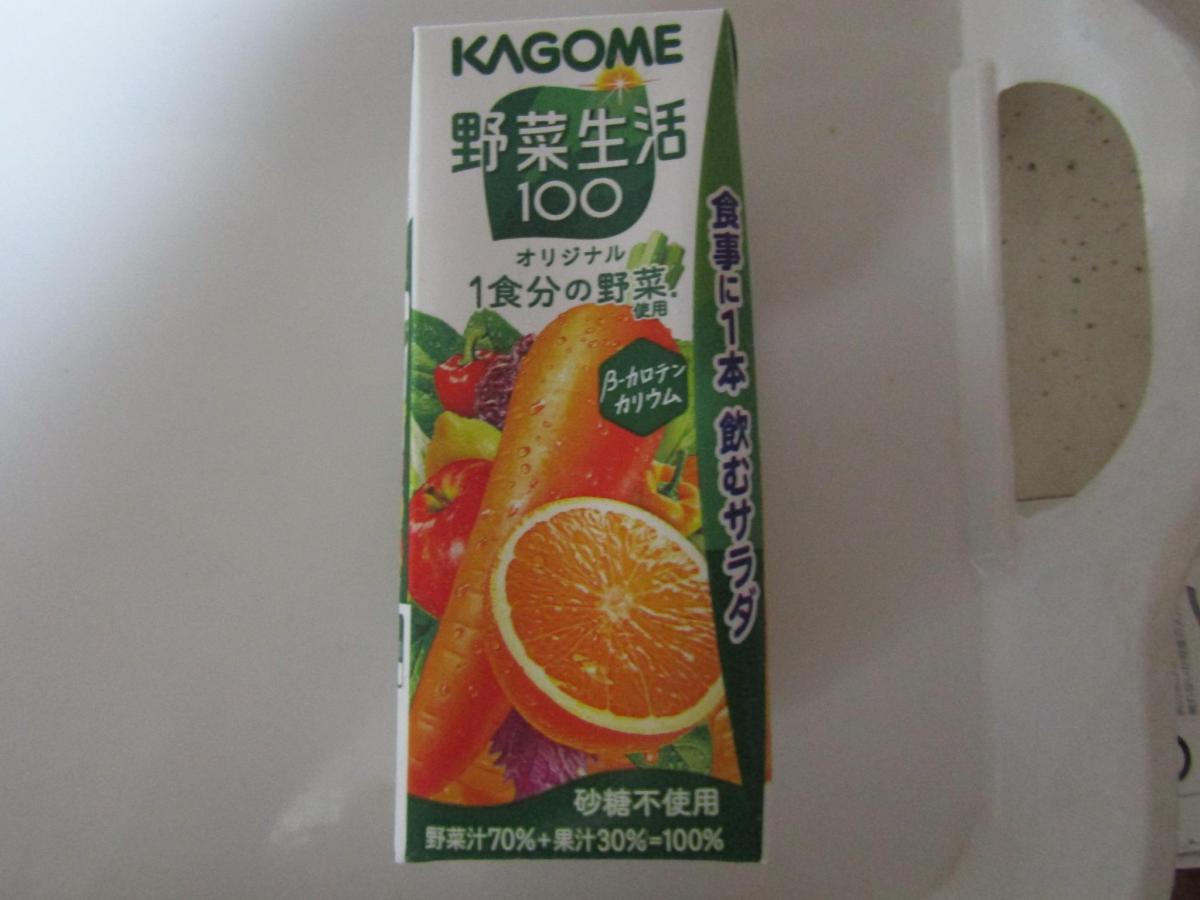 KAGOME
野菜生活
100
オリジナル
1食分の野菜
使用
β-カロテン
カリウム
食事に1本 飲むサラダ
砂糖不使用
野菜汁70%+果汁30%=100%